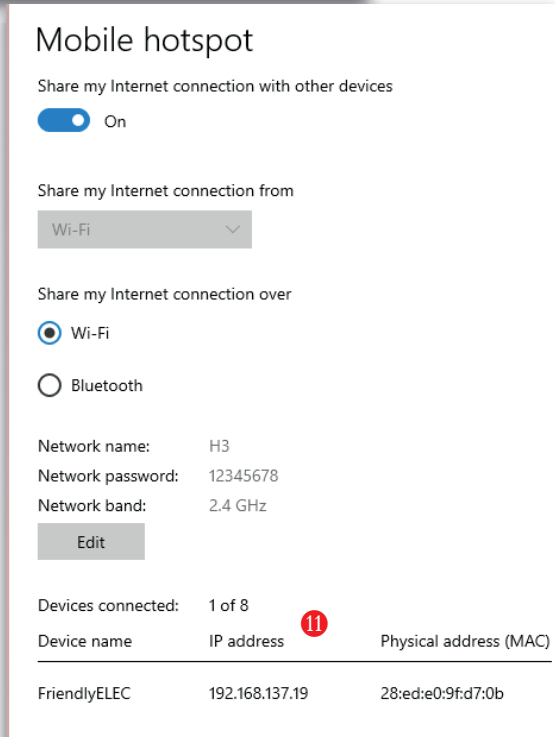 Mobile hotspot
Share my Internet connection with other devices
On
Share my Internet connection from
Wi-Fi
Share my Internet connection over
Wi-Fi
Bluetooth
Network name: H3
Network password: 12345678
Network band: 2.4 GHz
Edit
Devices connected: 1 of 8
11
Device name IP address Physical address (MAC)
FriendlyELEC 192.168.137.19 28:ed:e0:9f:d7:0b